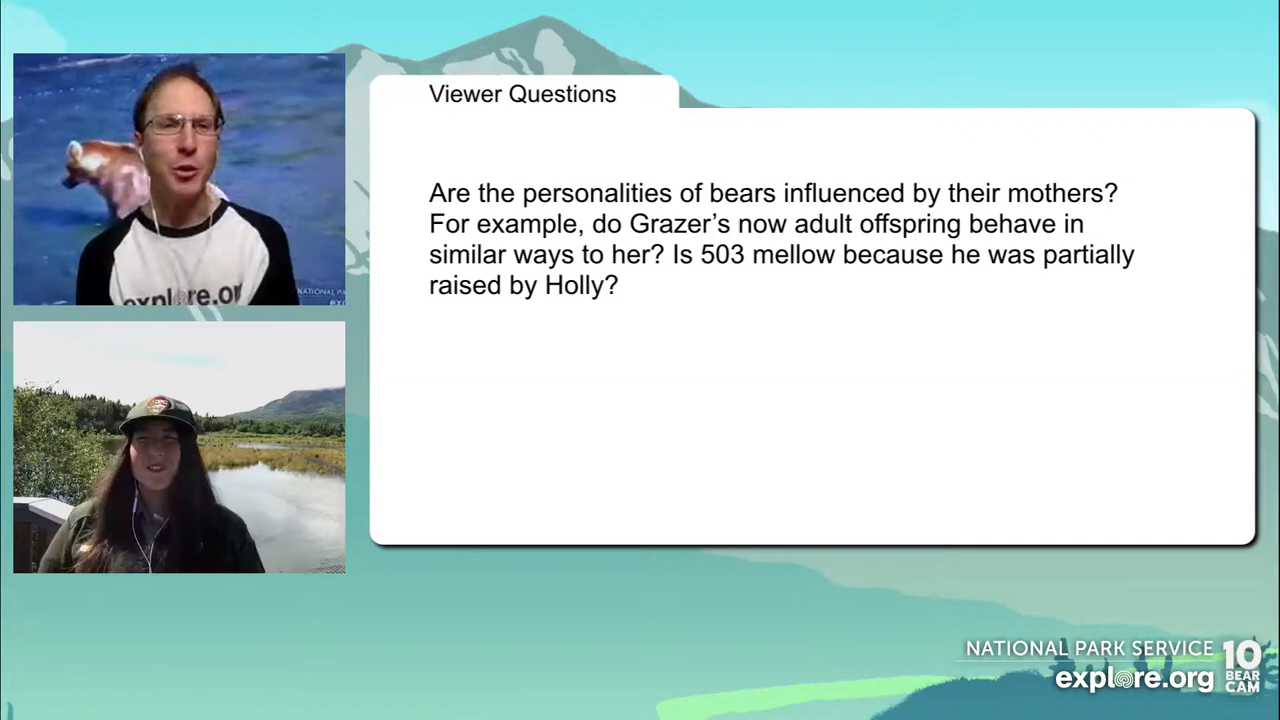 Viewer Questions
Are the personalities of bears influenced by their mothers?
For example, do Grazer's now adult offspring behave in
similar ways to her? Is 503 mellow because he was partially
raised by Holly?
explore.or
NATIONAL PARK SERVICE
explore.org
10
BEAR
CAM